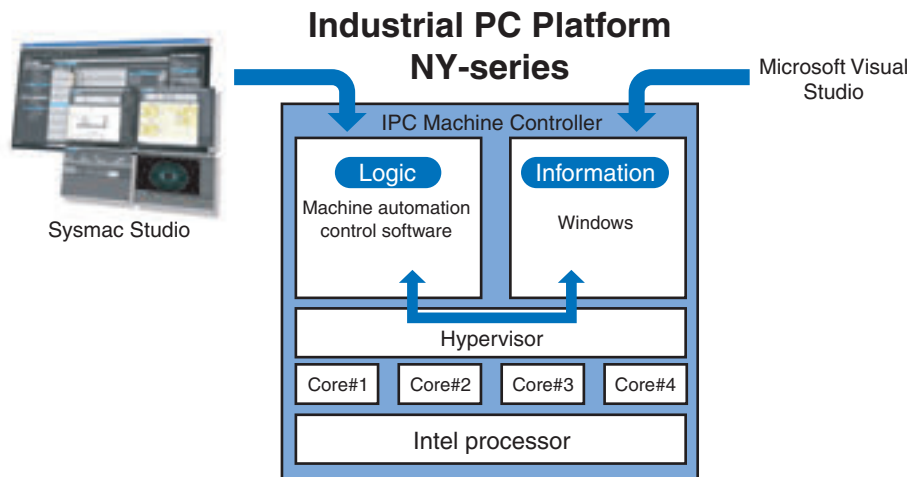 Industrial PC Platform
NY-series
Microsoft Visual
Studio
IPC Machine Controller
Logic
Information
Machine automation
control software
Windows
Sysmac Studio
Hypervisor
Core#1
Core#2
Core#3
Core#4
Intel processor